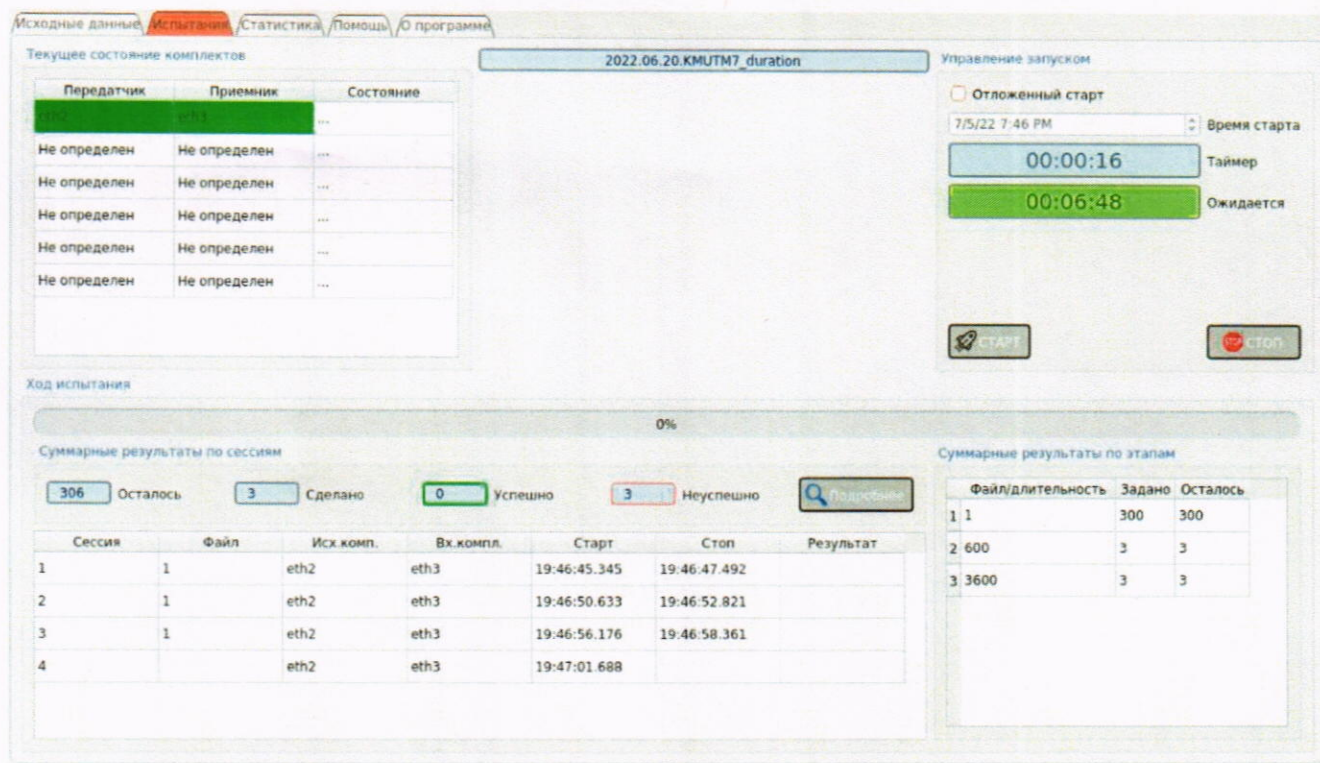 Исходные данные Испытания Статистика Помощь О программе
Текущее состояние комплектов
2022.06.20.KMUTM7_duration
Управление запуском
Передатчик Приемник Состояние
eth2 eth3 ...
Не определен Не определен ...
Не определен Не определен ...
Не определен Не определен ...
Не определен Не определен ...
Не определен Не определен ...
Отложенный старт
7/5/22 7:46 PM Время старта
00:00:16 Таймер
00:06:48 Ожидается
СТАРТ STOP СТОП
Ход испытания
0%
Суммарные результаты по сессиям
306 Осталось 3 Сделано 0 Успешно 3 Неуспешно Подробнее
Сессия Файл Исх.комп. Вх.компл. Старт Стоп Результат
1 1 eth2 eth3 19:46:45.345 19:46:47.492
2 1 eth2 eth3 19:46:50.633 19:46:52.821
3 1 eth2 eth3 19:46:56.176 19:46:58.361
4 eth2 eth3 19:47:01.688
Суммарные результаты по этапам
Файл/длительность Задано Осталось
1 1 300 300
2 600 3 3
3 3600 3 3